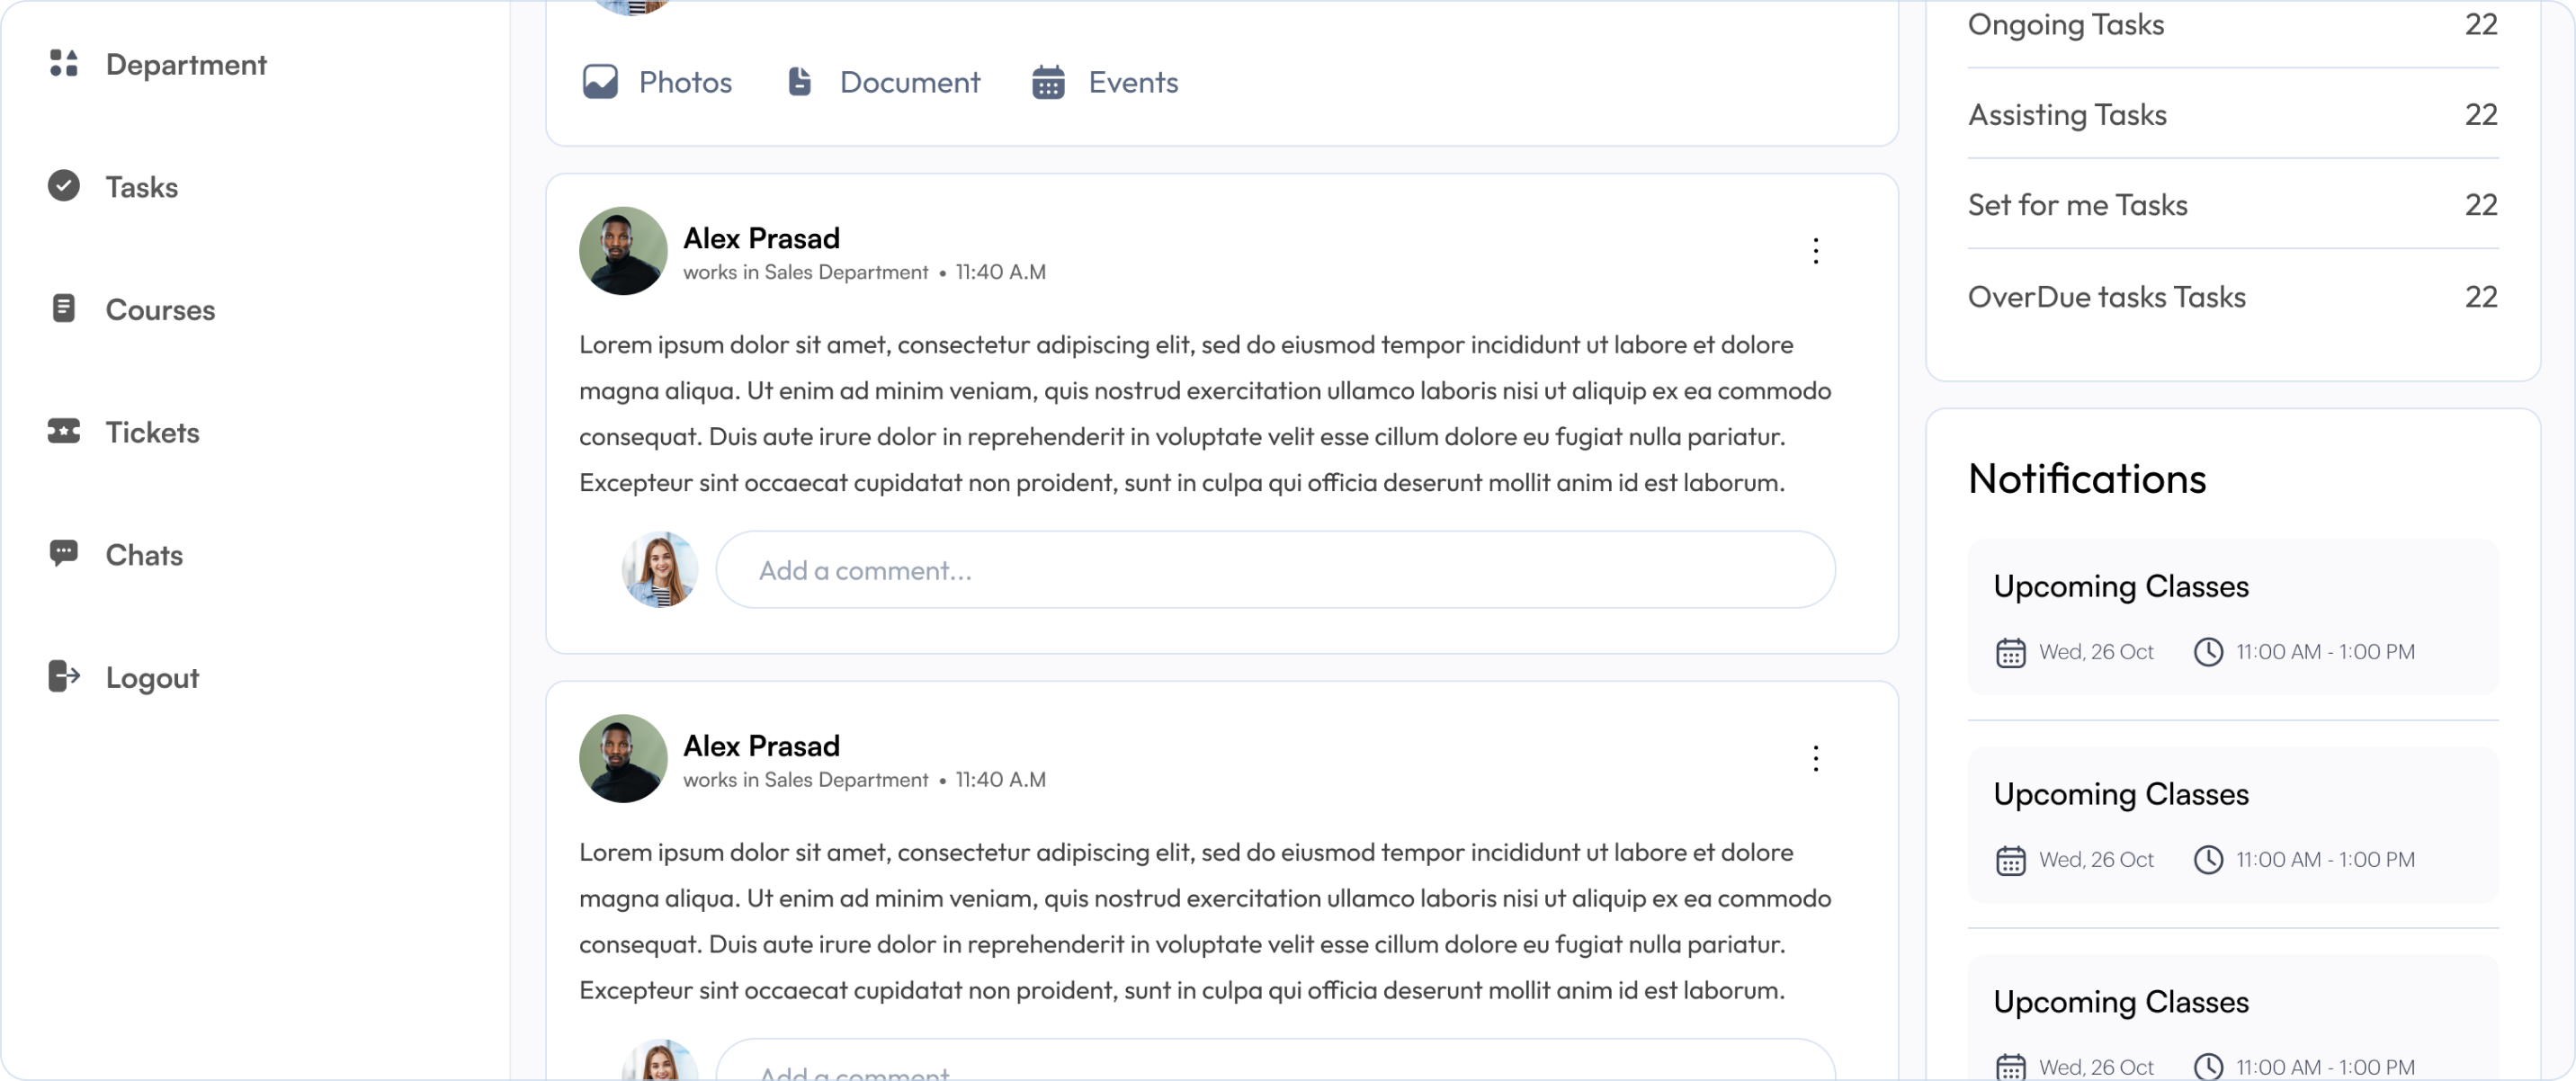 Department
Tasks
Courses
Tickets
Chats
Logout
Photos
Document
Events
Alex Prasad
works in Sales Department • 11:40 A.M
Lorem ipsum dolor sit amet, consectetur adipiscing elit, sed do eiusmod tempor incididunt ut labore et dolore
magna aliqua. Ut enim ad minim veniam, quis nostrud exercitation ullamco laboris nisi ut aliquip ex ea commodo
consequat. Duis aute irure dolor in reprehenderit in voluptate velit esse cillum dolore eu fugiat nulla pariatur.
Excepteur sint occaecat cupidatat non proident, sunt in culpa qui officia deserunt mollit anim id est laborum.
Add a comment...
Alex Prasad
works in Sales Department • 11:40 A.M
Lorem ipsum dolor sit amet, consectetur adipiscing elit, sed do eiusmod tempor incididunt ut labore et dolore
magna aliqua. Ut enim ad minim veniam, quis nostrud exercitation ullamco laboris nisi ut aliquip ex ea commodo
consequat. Duis aute irure dolor in reprehenderit in voluptate velit esse cillum dolore eu fugiat nulla pariatur.
Excepteur sint occaecat cupidatat non proident, sunt in culpa qui officia deserunt mollit anim id est laborum.
Add a comment
Ongoing Tasks 22
Assisting Tasks 22
Set for me Tasks 22
OverDue tasks Tasks 22
Notifications
Upcoming Classes
Wed, 26 Oct 11:00 AM - 1:00 PM
Upcoming Classes
Wed, 26 Oct 11:00 AM - 1:00 PM
Upcoming Classes
Wed, 26 Oct 11:00 AM - 1:00 PM